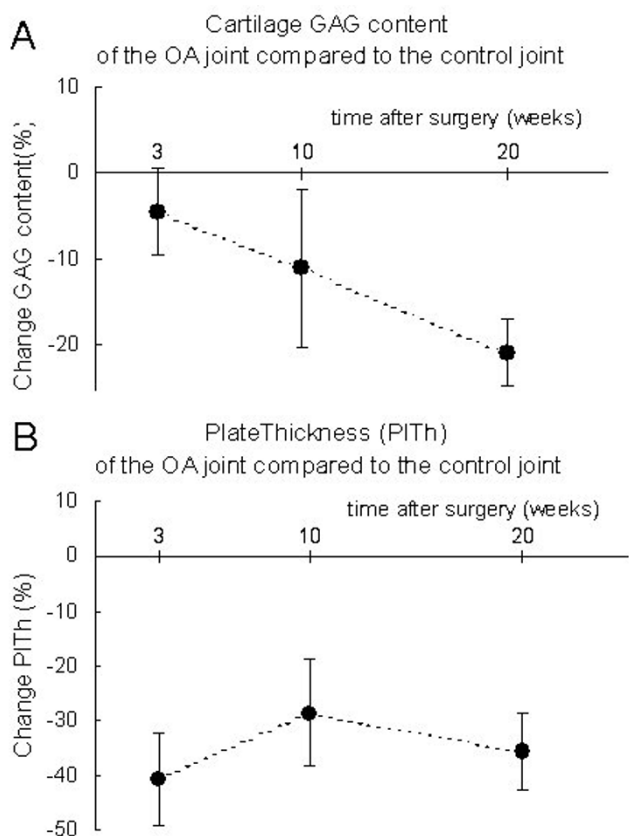 A
Cartilage GAG content
of the OA joint compared to the control joint
10
time after surgery (weeks)
3
10
20
0
-10
-20
Change GAG content(%)
B
PlateThickness (PlTh)
of the OA joint compared to the control joint
10
time after surgery (weeks)
3
10
20
0
-10
-20
-30
-40
-50
Change PlTh (%)